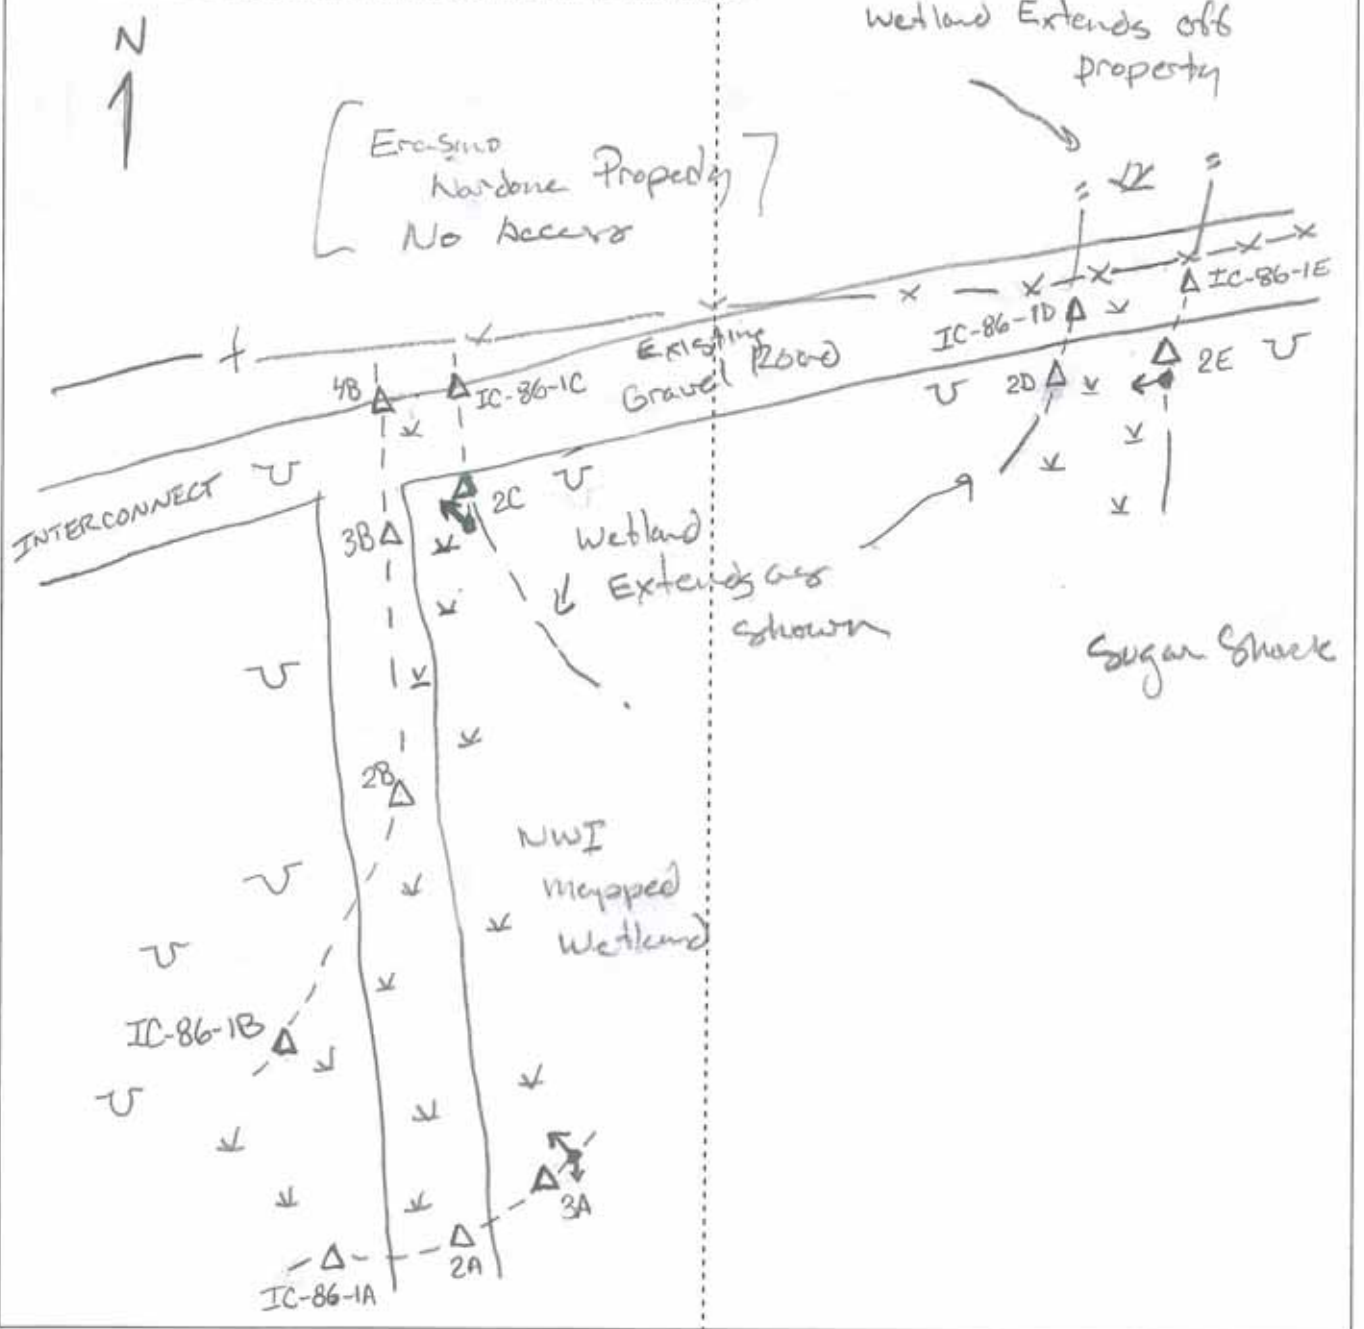 N
Wetland Extends off
property
Nardone Property
No Access
IC-86-1E
IC-86-1D
4B
IC-86-1C
Existing
Gravel Road
2D
2E
INTERCONNECT
2C
3B
Wetland
Extends as
shown
Sugar Shack
2B
NWI
mapped
Wetland
IC-86-1B
3A
2A
IC-86-1A